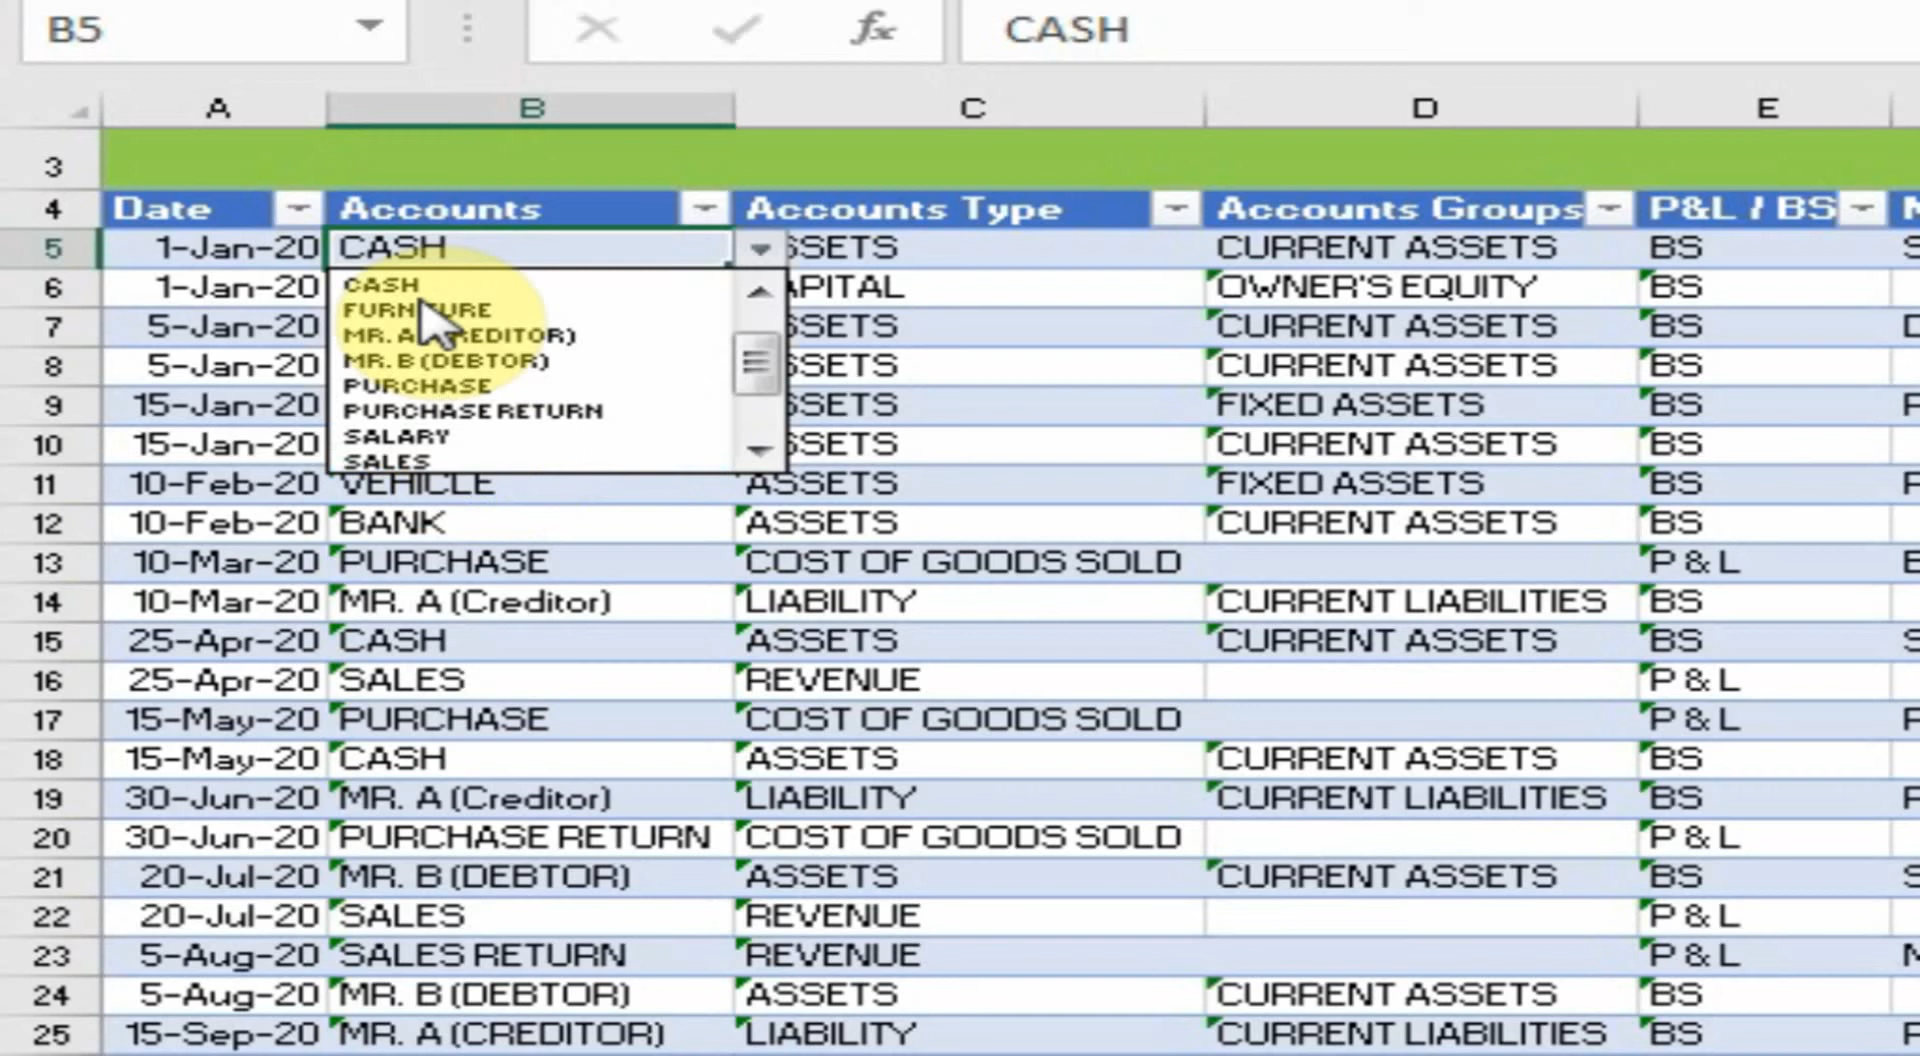 B5 fx CASH
A B C D E
3
4 Date Accounts Accounts Type Accounts Groups P&L / BS
5 1-Jan-20 CASH SSETS CURRENT ASSETS BS
6 1-Jan-20 CASH APITAL OWNER'S EQUITY BS
FURNITURE
7 5-Jan-20 MR. A (CREDITOR) SSETS CURRENT ASSETS BS
8 5-Jan-20 MR. B (DEBTOR) SSETS CURRENT ASSETS BS
PURCHASE
9 15-Jan-20 PURCHASE RETURN SSETS FIXED ASSETS BS
10 15-Jan-20 SALARY SSETS CURRENT ASSETS BS
SALES
11 10-Feb-20 VEHICLE ASSETS FIXED ASSETS BS
12 10-Feb-20 BANK ASSETS CURRENT ASSETS BS
13 10-Mar-20 PURCHASE COST OF GOODS SOLD P & L
14 10-Mar-20 MR. A (Creditor) LIABILITY CURRENT LIABILITIES BS
15 25-Apr-20 CASH ASSETS CURRENT ASSETS BS
16 25-Apr-20 SALES REVENUE P & L
17 15-May-20 PURCHASE COST OF GOODS SOLD P & L
18 15-May-20 CASH ASSETS CURRENT ASSETS BS
19 30-Jun-20 MR. A (Creditor) LIABILITY CURRENT LIABILITIES BS
20 30-Jun-20 PURCHASE RETURN COST OF GOODS SOLD P & L
21 20-Jul-20 MR. B (DEBTOR) ASSETS CURRENT ASSETS BS
22 20-Jul-20 SALES REVENUE P & L
23 5-Aug-20 SALES RETURN REVENUE P & L
24 5-Aug-20 MR. B (DEBTOR) ASSETS CURRENT ASSETS BS
25 15-Sep-20 MR. A (CREDITOR) LIABILITY CURRENT LIABILITIES BS